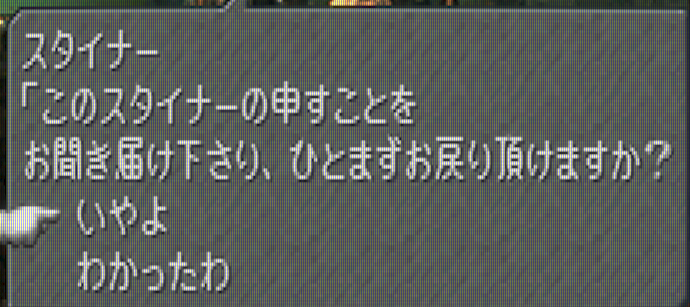 スタイナー
「このスタイナーの申すことを
お聞き届け下さり、ひとまずお戻り頂けますか？
いやよ
わかったわ